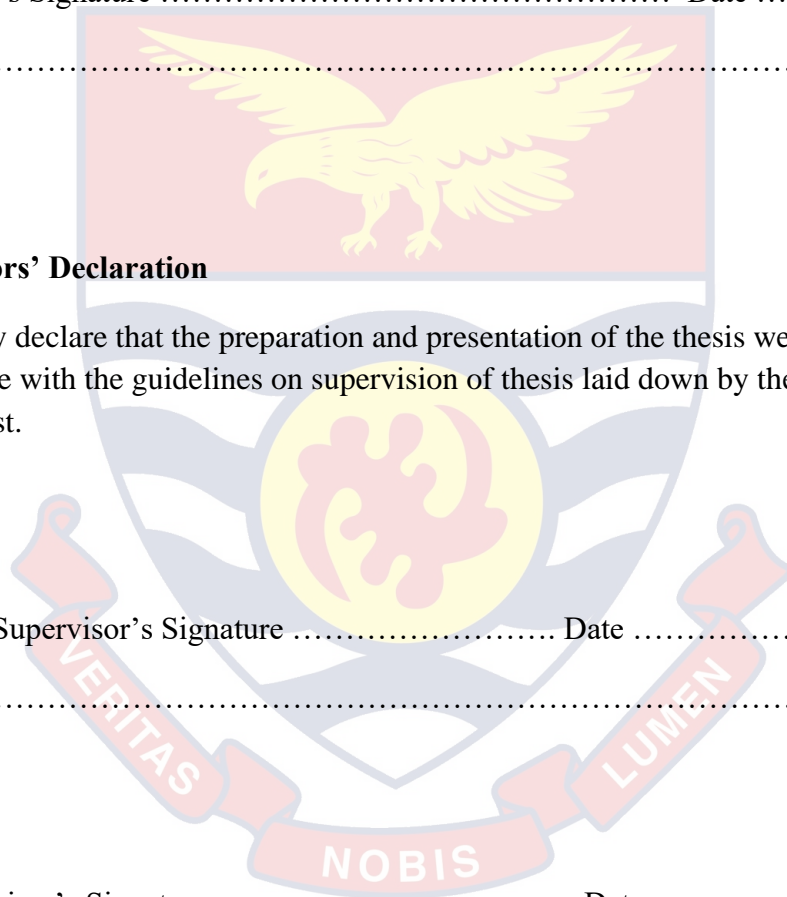 's Signature ……………………………………………… Date …
…………………………………………………………………………
ors’ Declaration
y declare that the preparation and presentation of the thesis we
e with the guidelines on supervision of thesis laid down by the
st.
Supervisor’s Signature ……………………. Date ……………
…………………………………………………………………………
VERITAS
NOBIS
LUMEN